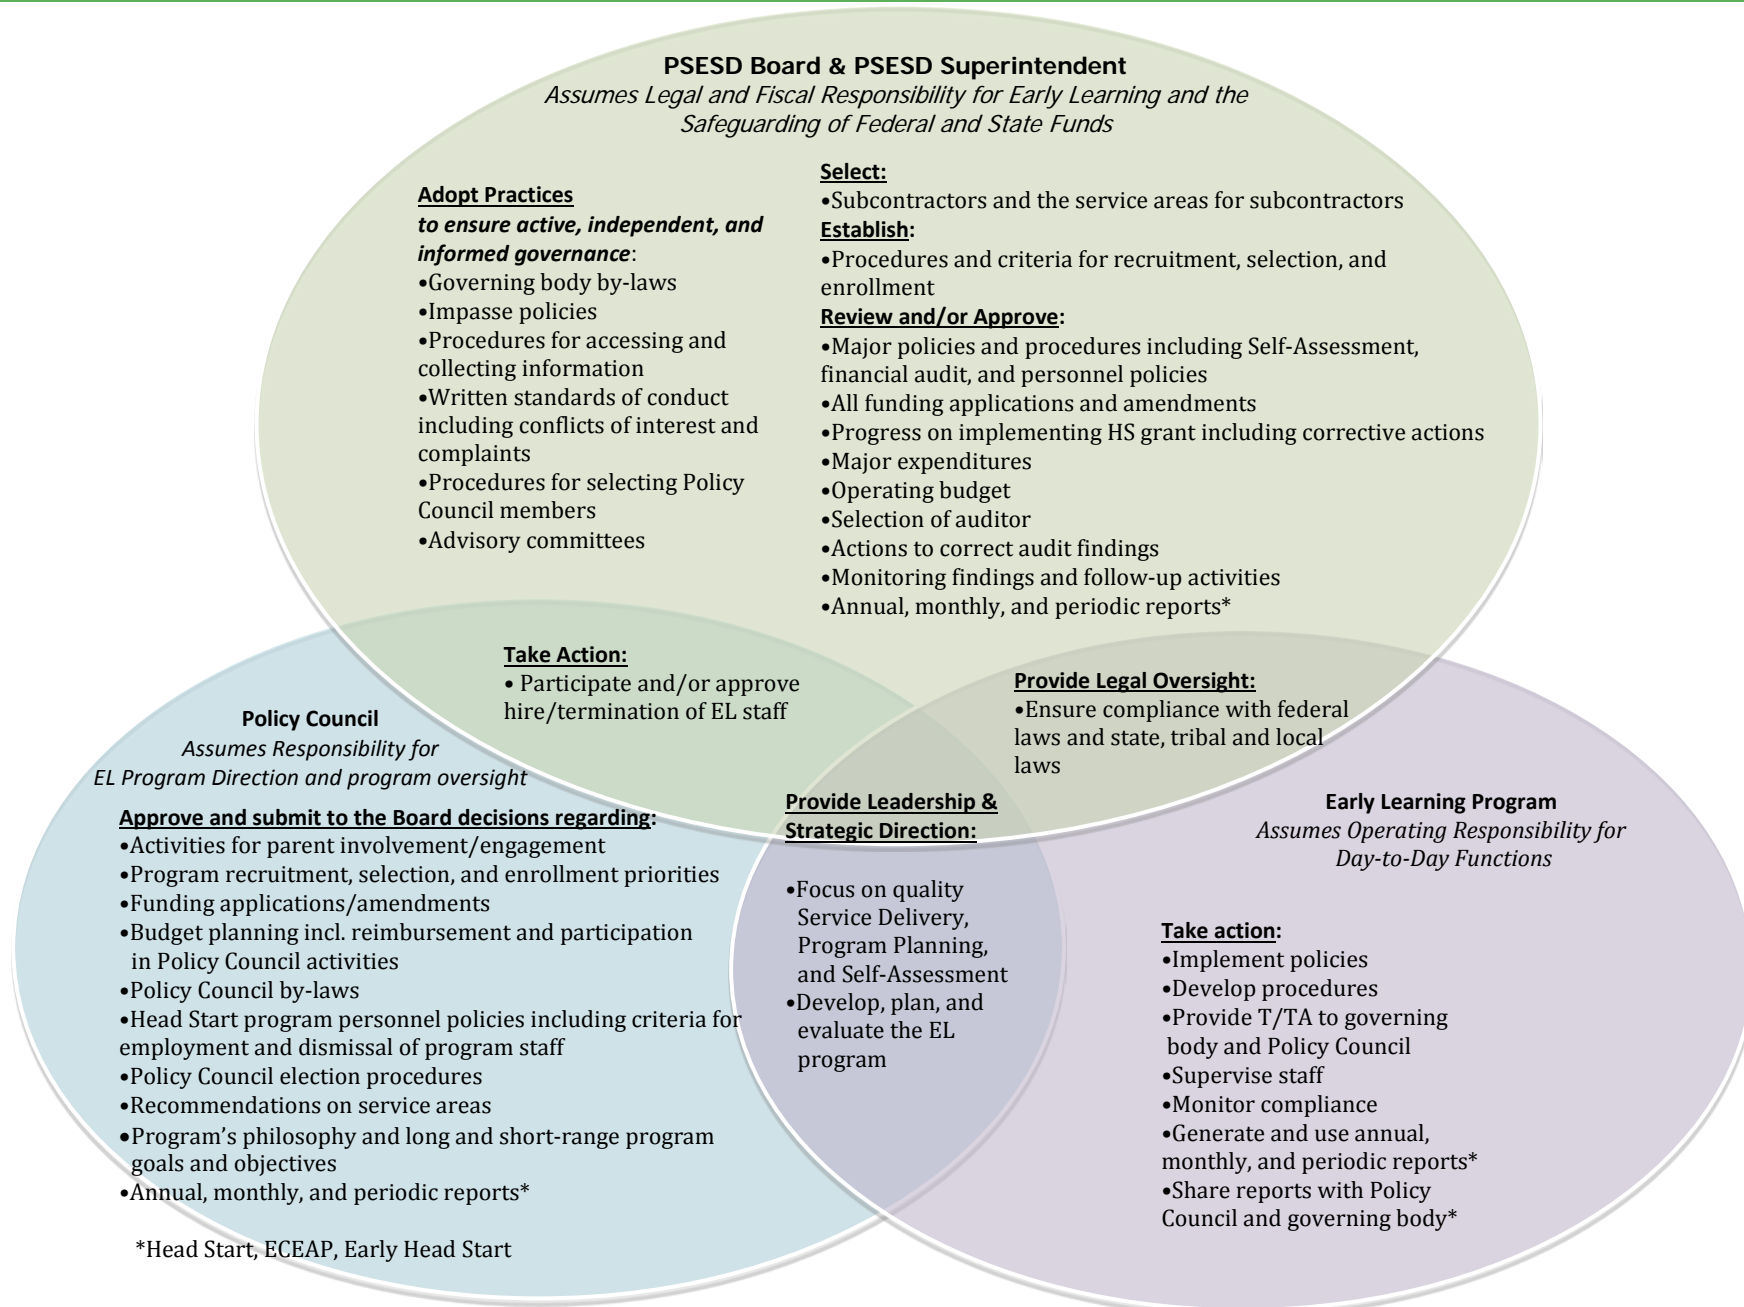 PSESD Board & PSESD Superintendent
Assumes Legal and Fiscal Responsibility for Early Learning and the
Safeguarding of Federal and State Funds
Adopt Practices
to ensure active, independent, and
informed governance:
•Governing body by-laws
•Impasse policies
•Procedures for accessing and
collecting information
•Written standards of conduct
including conflicts of interest and
complaints
•Procedures for selecting Policy
Council members
•Advisory committees
Select:
•Subcontractors and the service areas for subcontractors
Establish:
•Procedures and criteria for recruitment, selection, and
enrollment
Review and/or Approve:
•Major policies and procedures including Self-Assessment,
financial audit, and personnel policies
•All funding applications and amendments
•Progress on implementing HS grant including corrective actions
•Major expenditures
•Operating budget
•Selection of auditor
•Actions to correct audit findings
•Monitoring findings and follow-up activities
•Annual, monthly, and periodic reports*
Take Action:
• Participate and/or approve
hire/termination of EL staff
Provide Legal Oversight:
•Ensure compliance with federal
laws and state, tribal and local
laws
Policy Council
Assumes Responsibility for
EL Program Direction and program oversight
Approve and submit to the Board decisions regarding:
•Activities for parent involvement/engagement
•Program recruitment, selection, and enrollment priorities
•Funding applications/amendments
•Budget planning incl. reimbursement and participation
in Policy Council activities
•Policy Council by-laws
•Head Start program personnel policies including criteria for
employment and dismissal of program staff
•Policy Council election procedures
•Recommendations on service areas
•Program’s philosophy and long and short-range program
goals and objectives
•Annual, monthly, and periodic reports*
*Head Start, ECEAP, Early Head Start
Provide Leadership &
Strategic Direction:
•Focus on quality
Service Delivery,
Program Planning,
and Self-Assessment
•Develop, plan, and
evaluate the EL
program
Early Learning Program
Assumes Operating Responsibility for
Day-to-Day Functions
Take action:
•Implement policies
•Develop procedures
•Provide T/TA to governing
body and Policy Council
•Supervise staff
•Monitor compliance
•Generate and use annual,
monthly, and periodic reports*
•Share reports with Policy
Council and governing body*